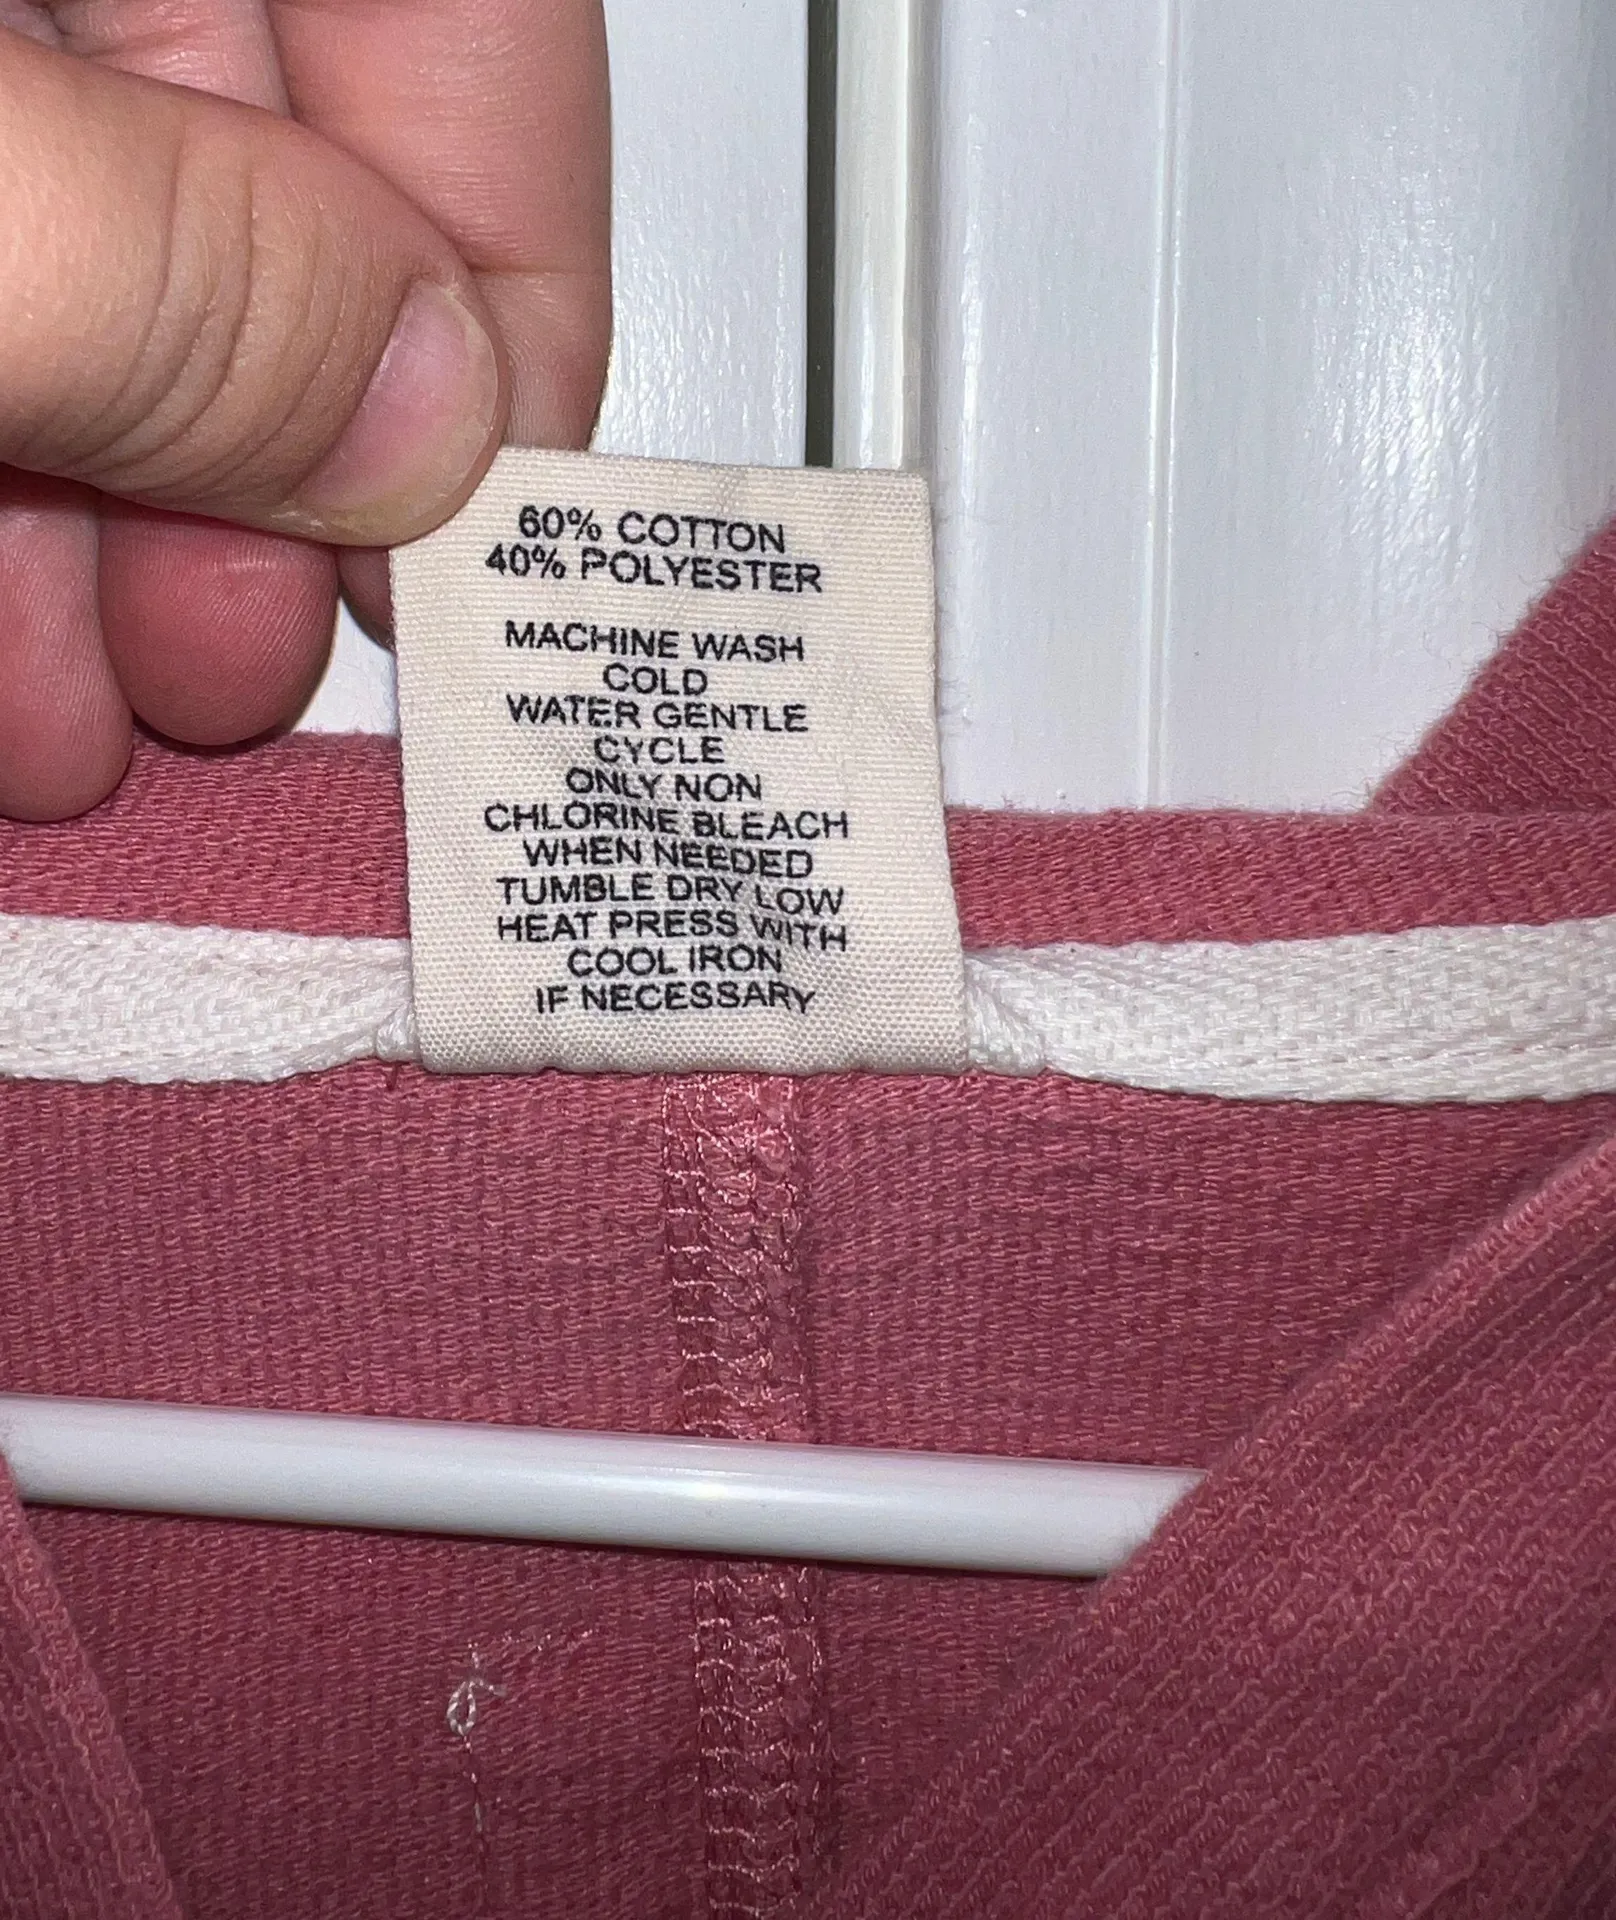 60% COTTON
40% POLYESTER
MACHINE WASH
COLD
WATER GENTLE
CYCLE
ONLY NON
CHLORINE BLEACH
WHEN NEEDED
TUMBLE DRY LOW
HEAT PRESS WITH
COOL IRON
IF NECESSARY